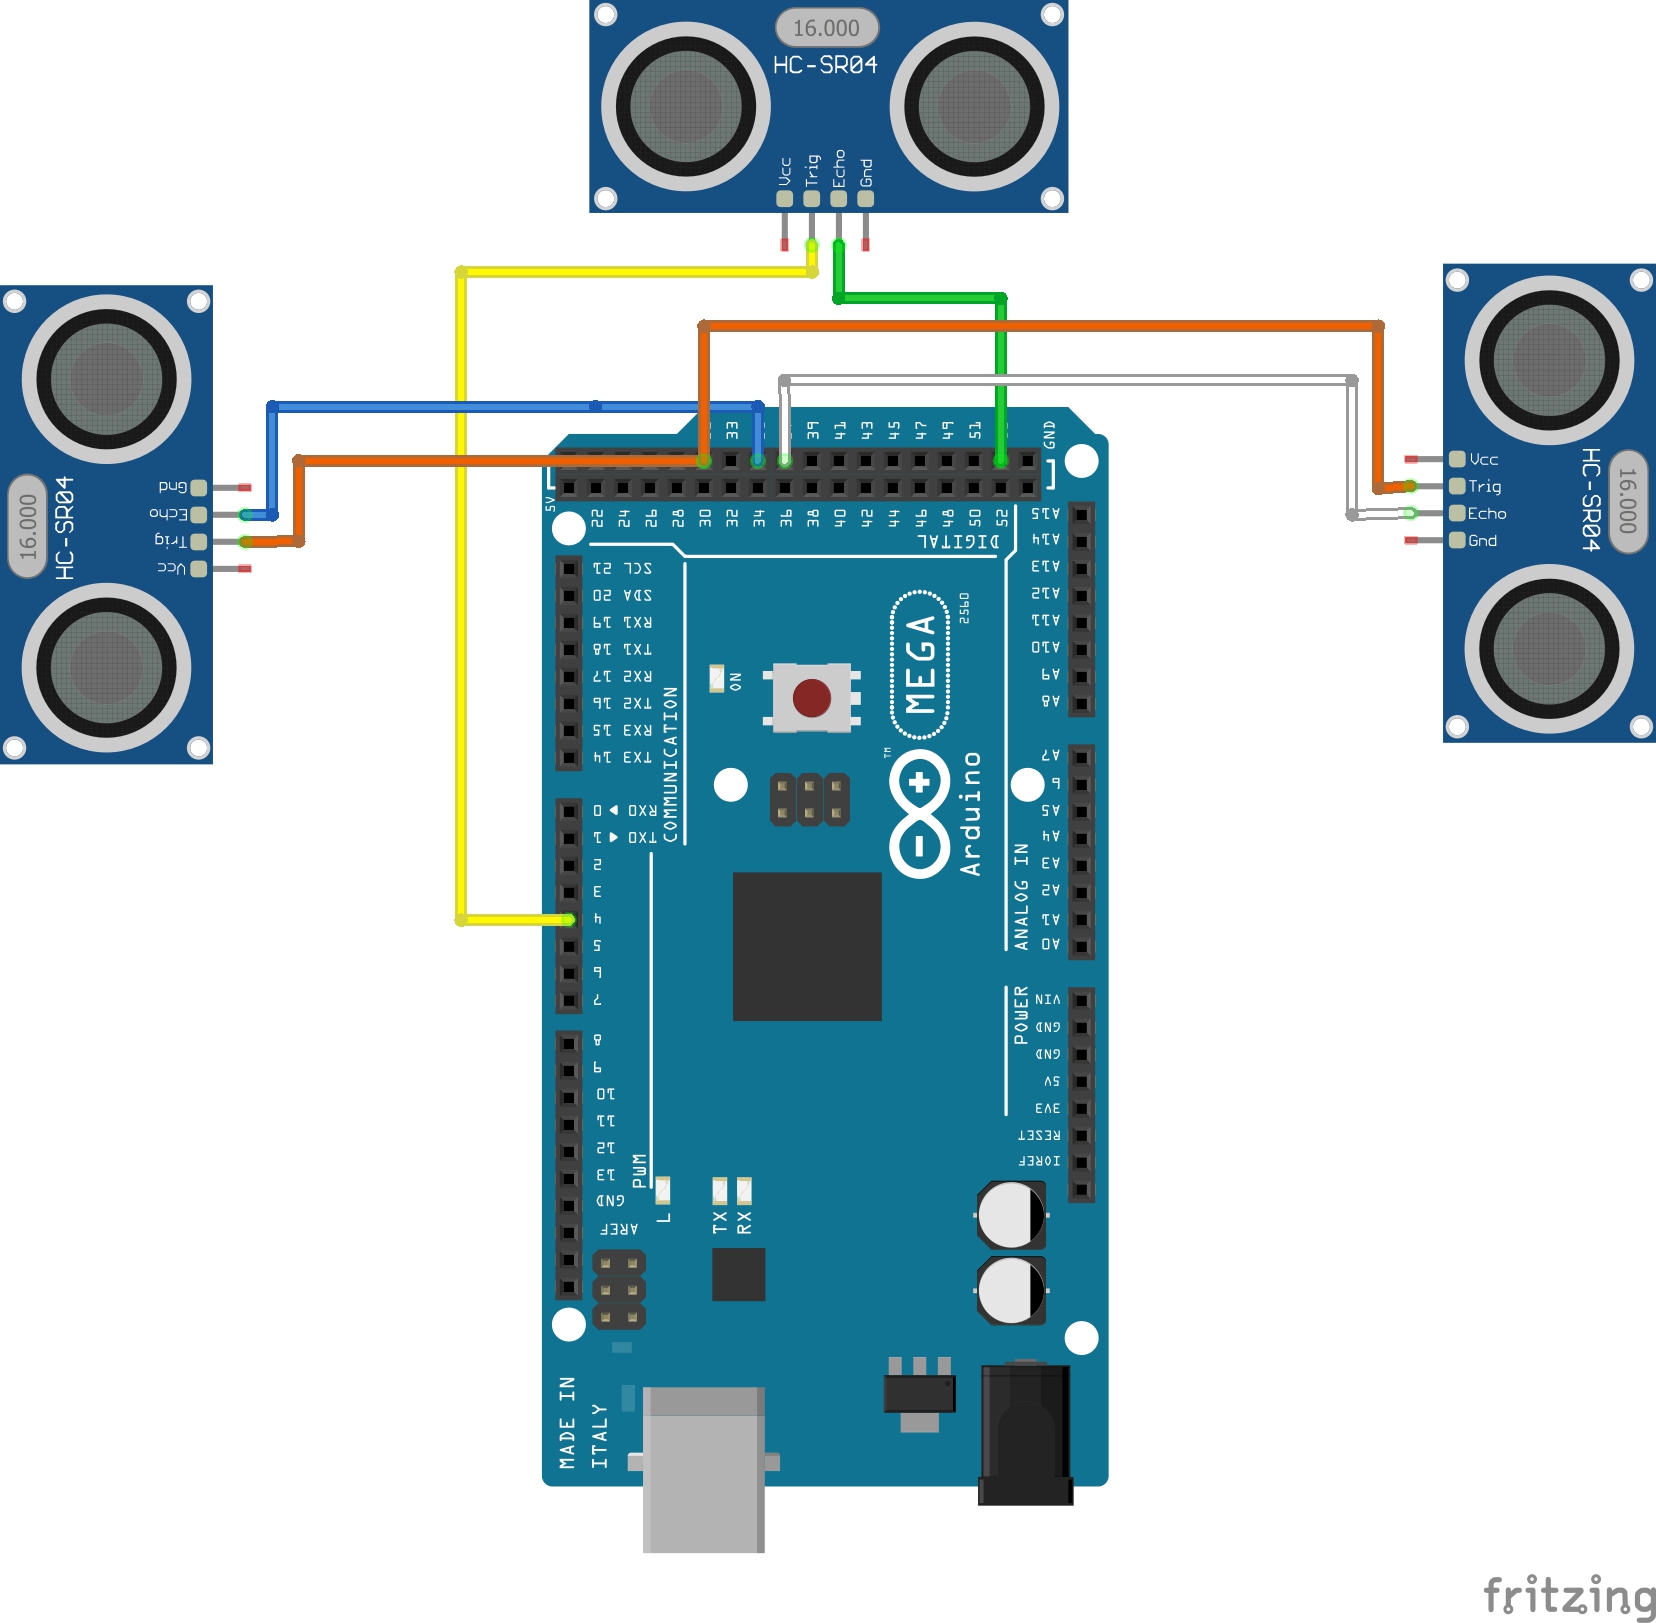 16.000
HC-SR04
Vcc
Trig
Echo
Gnd
Gnd
Echo
Trig
Vcc
HC-SR04
16.000
Vcc
Trig
Echo
Gnd
HC-SR04
16.000
33
39
41
43
45
47
49
51
GND
5V
22
24
26
28
30
32
34
36
38
40
42
44
46
48
50
52
DIGITAL
SCL 21
SDA 20
RX1 19
TX1 18
RX2 17
TX2 16
RX3 15
TX3 14
COMMUNICATION
RX0 ◀ 0
TX0 ▶ 1
2
3
4
5
6
7
8
9
10
11
12
13
GND
AREF
PWM
ON
MEGA
2560
TM
Arduino
A15
A14
A13
A12
A11
A10
A9
A8
A7
6
A5
A4
A3
A2
A1
A0
ANALOG IN
VIN
GND
GND
5V
3V3
RESET
IOREF
POWER
L
TX
RX
MADE IN
ITALY
fritzing